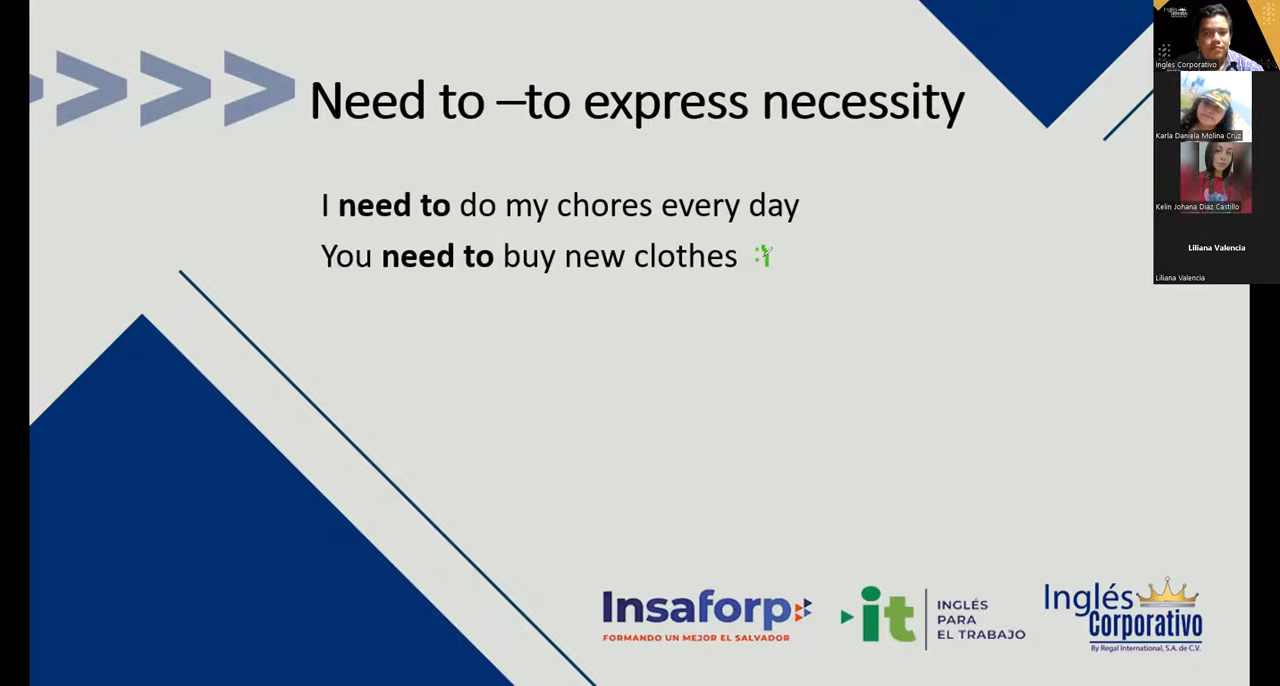 Need to –to express necessity
I need to do my chores every day
You need to buy new clothes
Insaforp
FORMANDO UN MEJOR EL SALVADOR
it
INGLÉS
PARA
EL TRABAJO
Inglés
Corporativo
By Regal International, S.A. de C.V.
Ingles Corporativo
Karla Daniela Molina Cruz
Kelin Johana Diaz Castillo
Liliana Valencia
Liliana Valencia